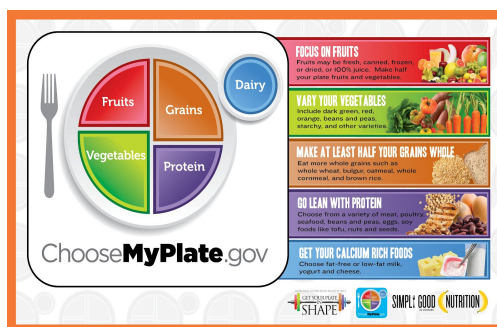 Fruits
Grains
Dairy
Vegetables
Protein
ChooseMyPlate.gov
FOCUS ON FRUITS
Fruits may be fresh, canned, frozen,
or dried, or 100% juice. Make half
your plate fruits and vegetables.
VARY YOUR VEGETABLES
Include dark green, red,
orange, beans and peas,
starchy, and other varieties.
MAKE AT LEAST HALF YOUR GRAINS WHOLE
Eat more whole grains such as
whole wheat, bulgur, oatmeal, whole
cornmeal, and brown rice.
GO LEAN WITH PROTEIN
Choose from a variety of meat, poultry,
seafood, beans and peas, eggs, soy
foods like tofu, nuts and seeds.
GET YOUR CALCIUM RICH FOODS
Choose fat-free or low-fat milk,
yogurt and cheese.
GET YOUR PLATE
IN
SHAPE
ChooseMyPlate
SIMPLY GOOD NUTRITION